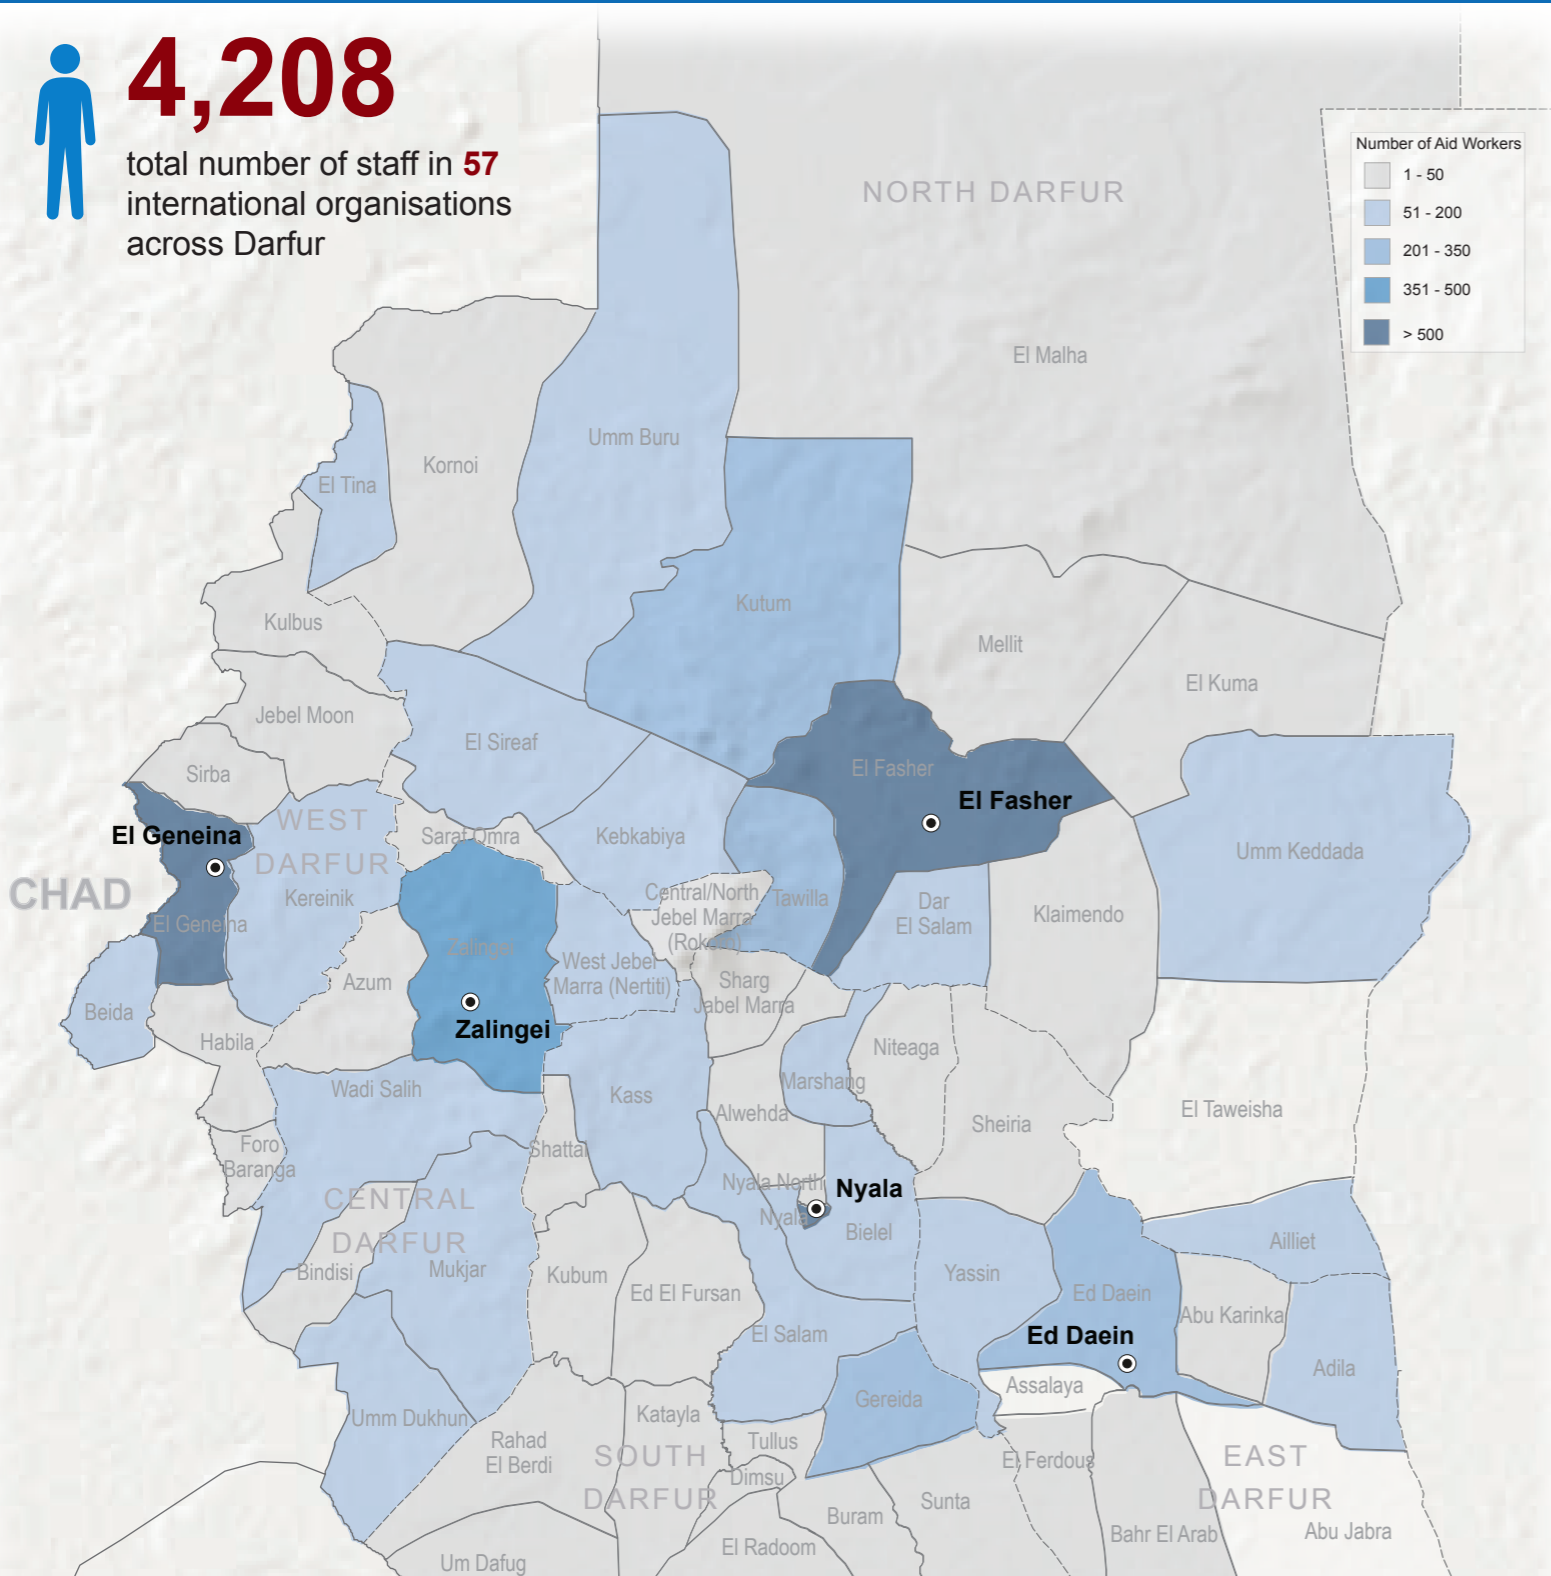 4,208
total number of staff in 57
international organisations
across Darfur
Number of Aid Workers
1 - 50
51 - 200
201 - 350
351 - 500
> 500
NORTH DARFUR
El Malha
Umm Buru
Kornoi
El Tina
Kutum
Kulbus
Mellit
El Kuma
Jebel Moon
El Sireaf
Sirba
El Fasher
El Fasher
WEST
DARFUR
El Geneina
Saraf Omra
Kebkabiya
Umm Keddada
CHAD
Kereinik
El Geneina
Central/North
Jebel Marra
(Rokoro)
Tawilla
Dar
El Salam
Klaimendo
Zalingei
West Jebel
Marra (Nertiti)
Azum
Sharg
Jabel Marra
Beida
Zalingei
Habila
Niteaga
Wadi Salih
Kass
Marshang
Alwehda
El Taweisha
Sheiria
Foro
Baranga
Shattai
Nyala North
Nyala
Nyala
Bielel
CENTRAL
DARFUR
Bindisi
Mukjar
Kubum
Ed El Fursan
Yassin
Ailliet
Ed Daein
Abu Karinka
El Salam
Ed Daein
Adila
Assalaya
Gereida
Umm Dukhun
Katayla
Rahad
El Berdi
Tullus
SOUTH
DARFUR
Dimsu
El Ferdous
EAST
DARFUR
Sunta
Buram
Bahr El Arab
Abu Jabra
El Radoom
Um Dafug